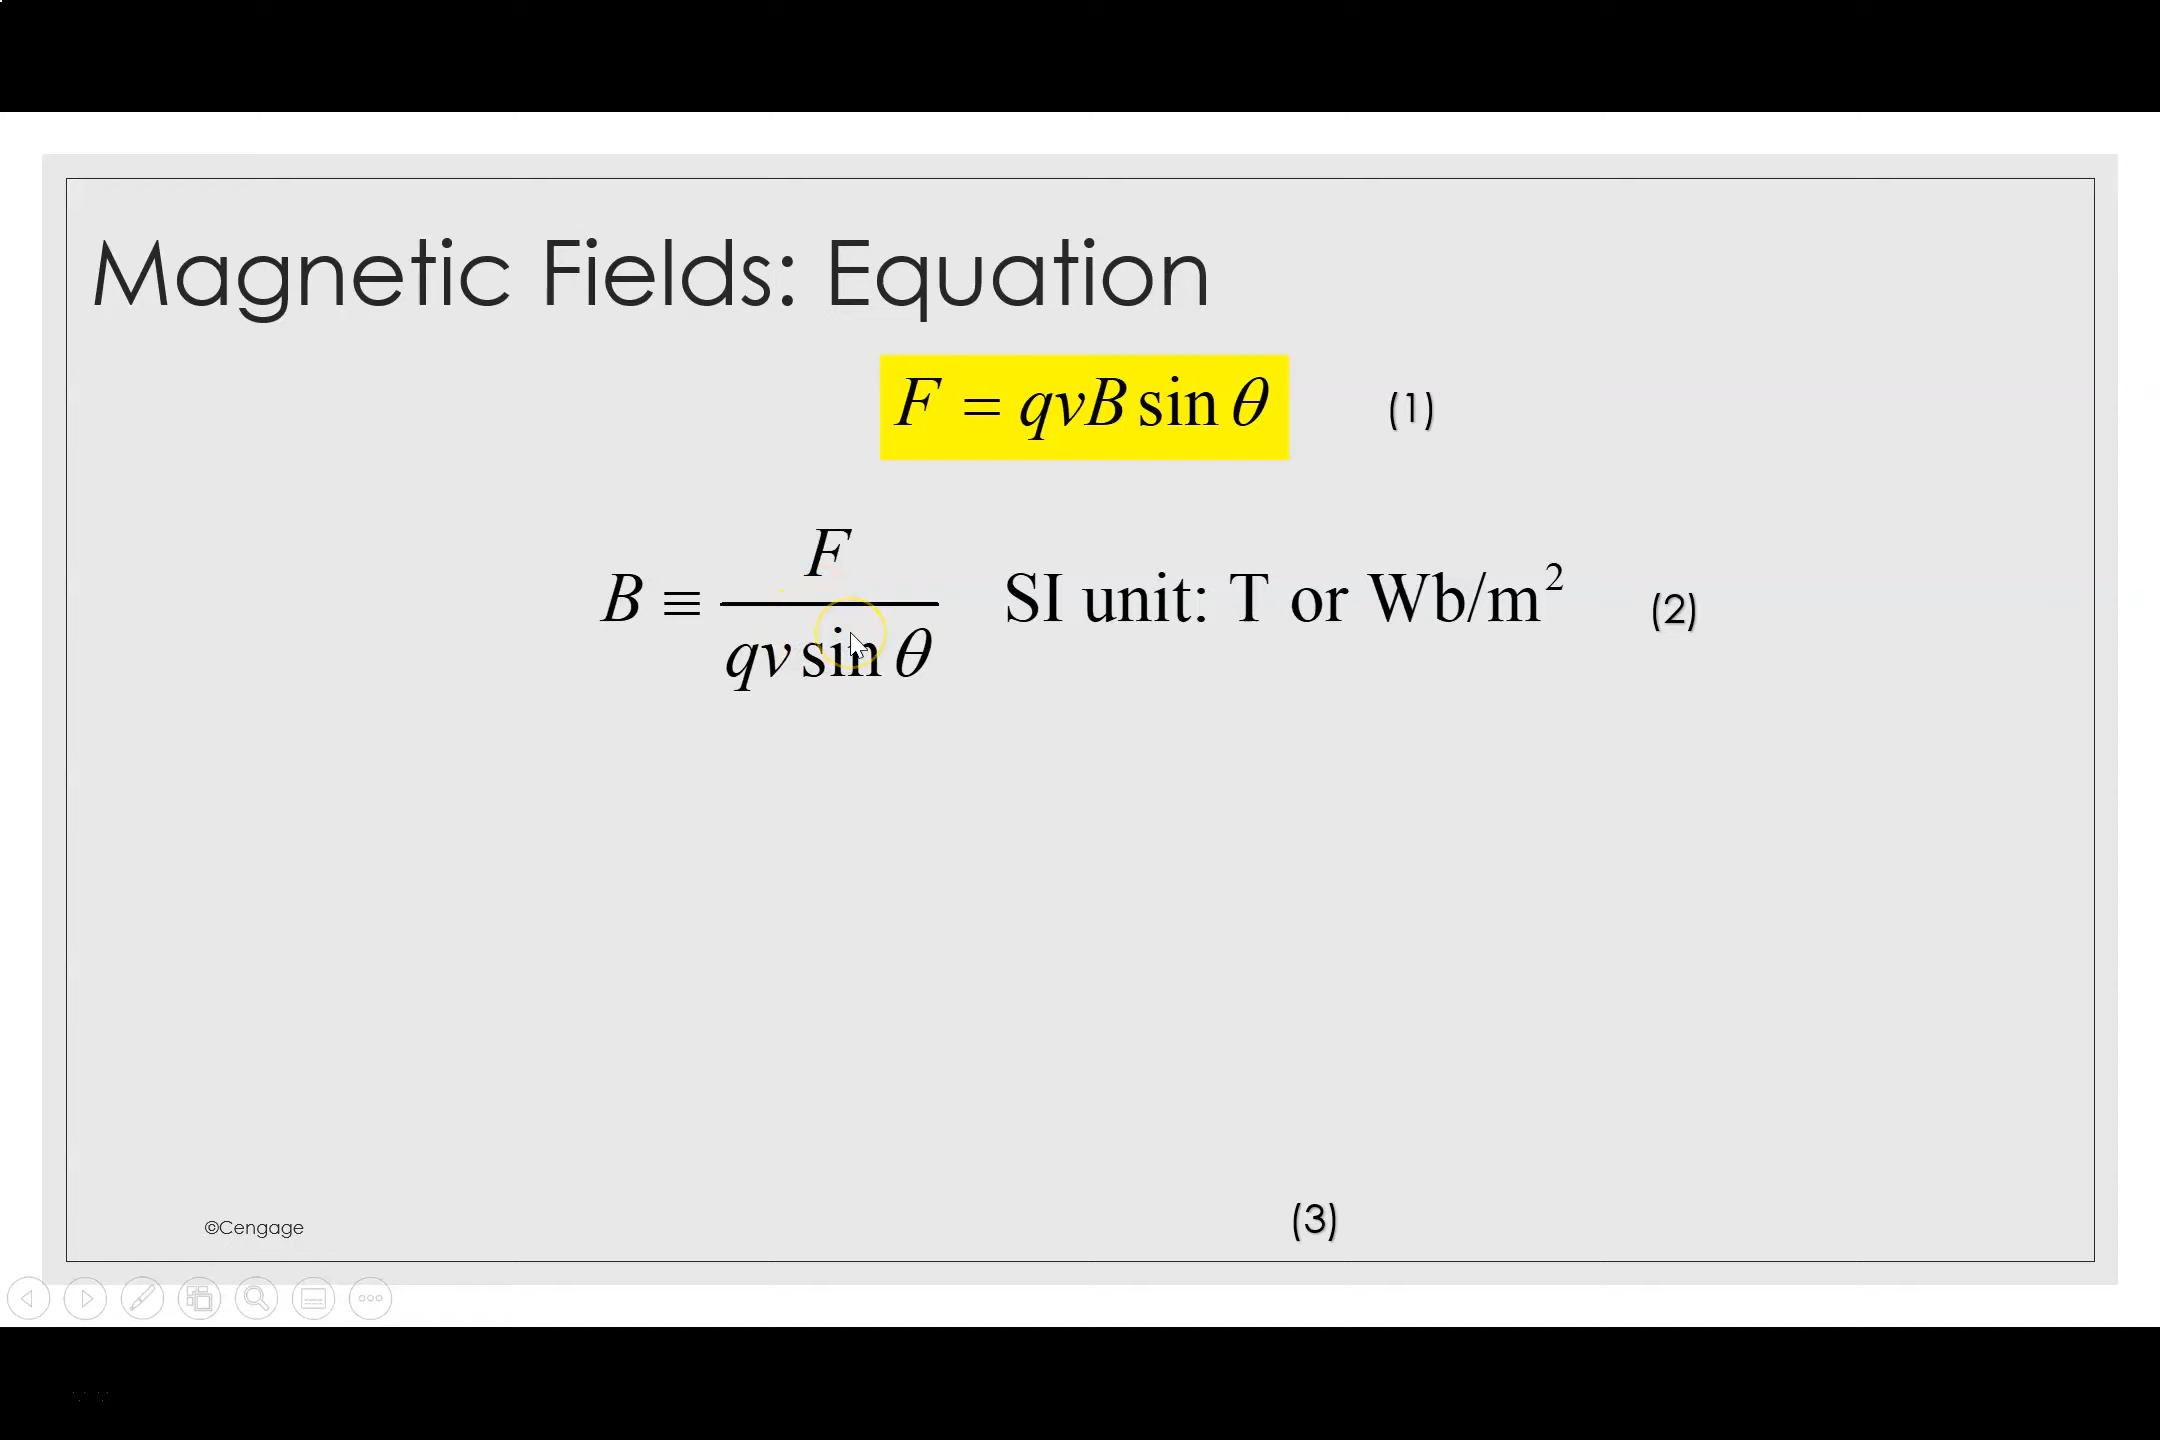 Magnetic Fields: Equation
F = qvB sin θ (1)
B ≡ F / qv sin θ SI unit: T or Wb/m² (2)
(3)
©Cengage